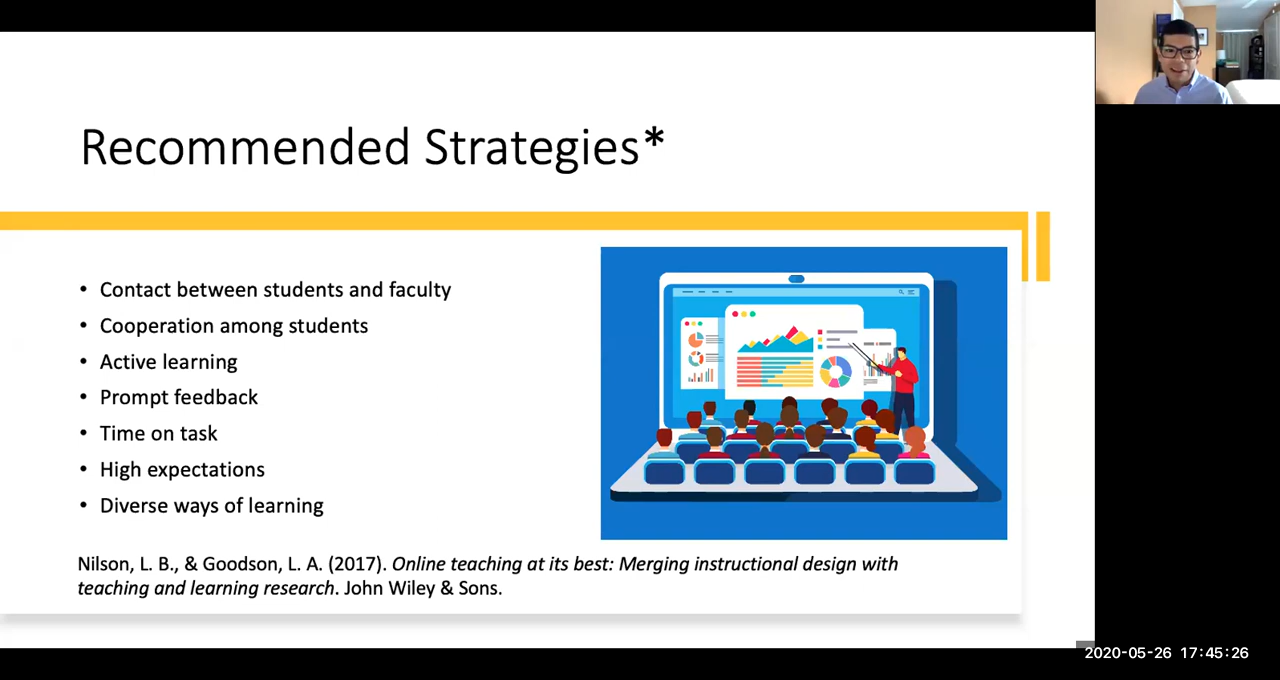 Recommended Strategies*
• Contact between students and faculty
• Cooperation among students
• Active learning
• Prompt feedback
• Time on task
• High expectations
• Diverse ways of learning
Nilson, L. B., & Goodson, L. A. (2017). Online teaching at its best: Merging instructional design with
teaching and learning research. John Wiley & Sons.
2020-05-26 17:45:26